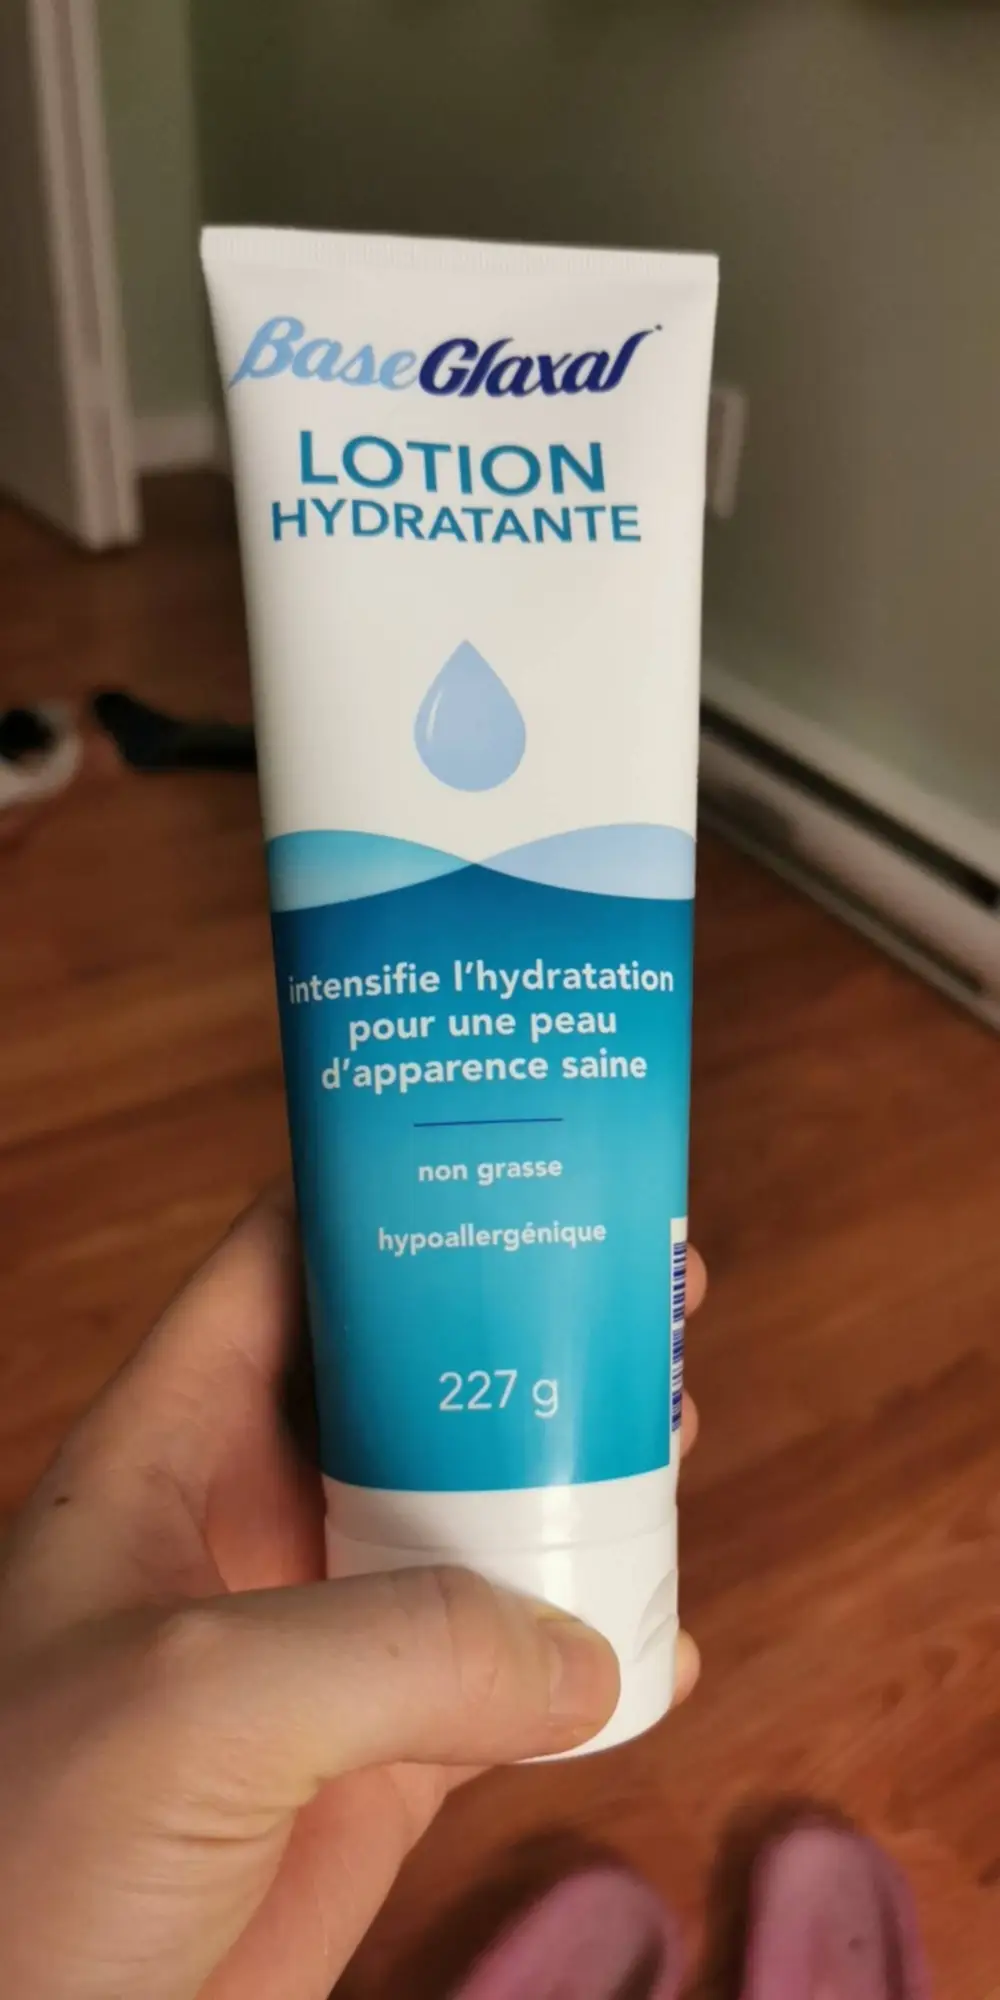 BaseGlaxal
LOTION
HYDRATANTE
intensifie l'hydratation
pour une peau
d'apparence saine
non grasse
hypoallergénique
227 g